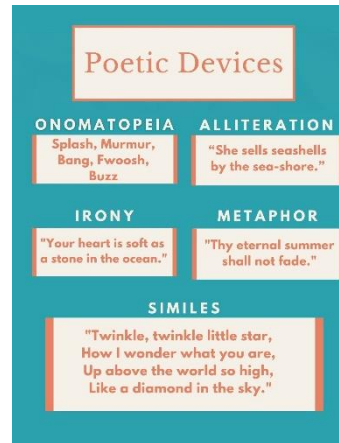 Poetic Devices
ONOMATOPEIA
Splash, Murmur,
Bang, Fwoosh,
Buzz
ALLITERATION
“She sells seashells
by the sea-shore.”
IRONY
"Your heart is soft as
a stone in the ocean."
METAPHOR
"Thy eternal summer
shall not fade."
SIMILES
"Twinkle, twinkle little star,
How I wonder what you are,
Up above the world so high,
Like a diamond in the sky."